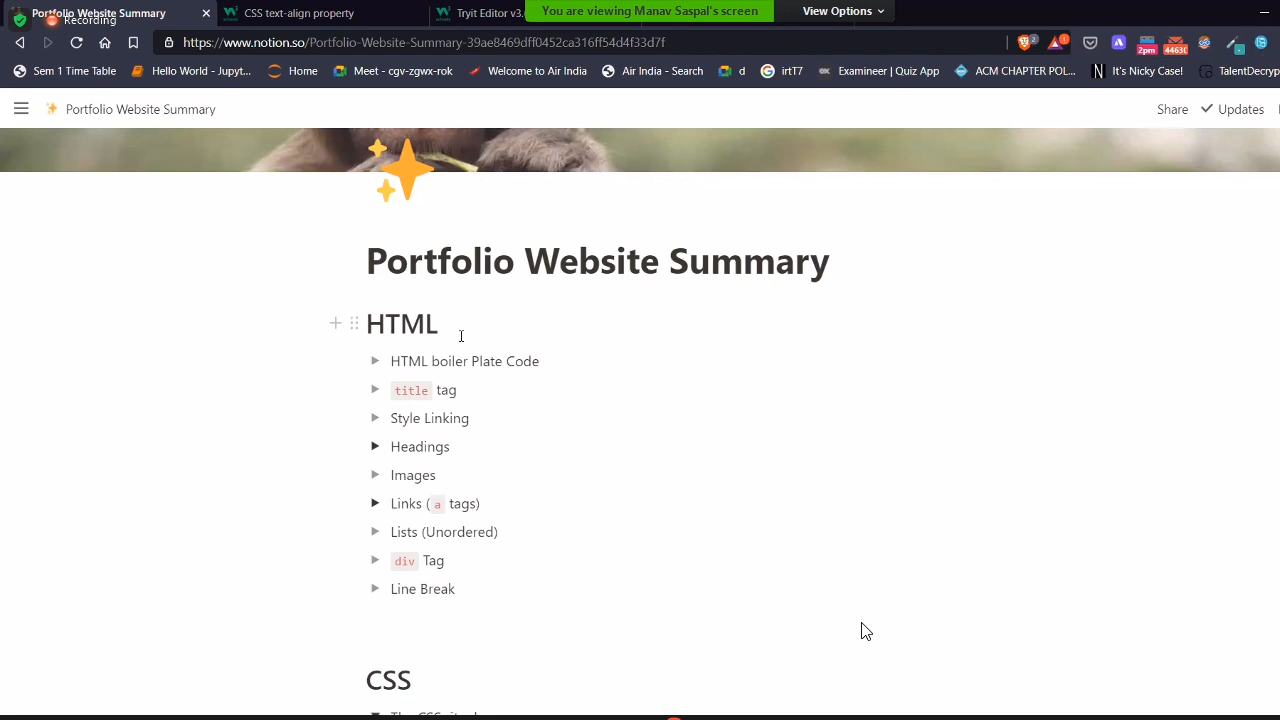 Portfolio Website Summary
CSS text-align property
Tryit Editor v3.
Recording
You are viewing Manav Saspal's screen
View Options
https://www.notion.so/Portfolio-Website-Summary-39ae8469dff0452ca316ff54d4f33d7f
2
1
2pm
44630
Sem 1 Time Table
Hello World - Jupyt...
Home
Meet - cgv-zgwx-rok
Welcome to Air India
Air India - Search
d
irtT7
Examineer | Quiz App
ACM CHAPTER POL...
It's Nicky Case!
TalentDecryp
Portfolio Website Summary
Share
Updates
Portfolio Website Summary
HTML
HTML boiler Plate Code
title tag
Style Linking
Headings
Images
Links ( a tags)
Lists (Unordered)
div Tag
Line Break
CSS